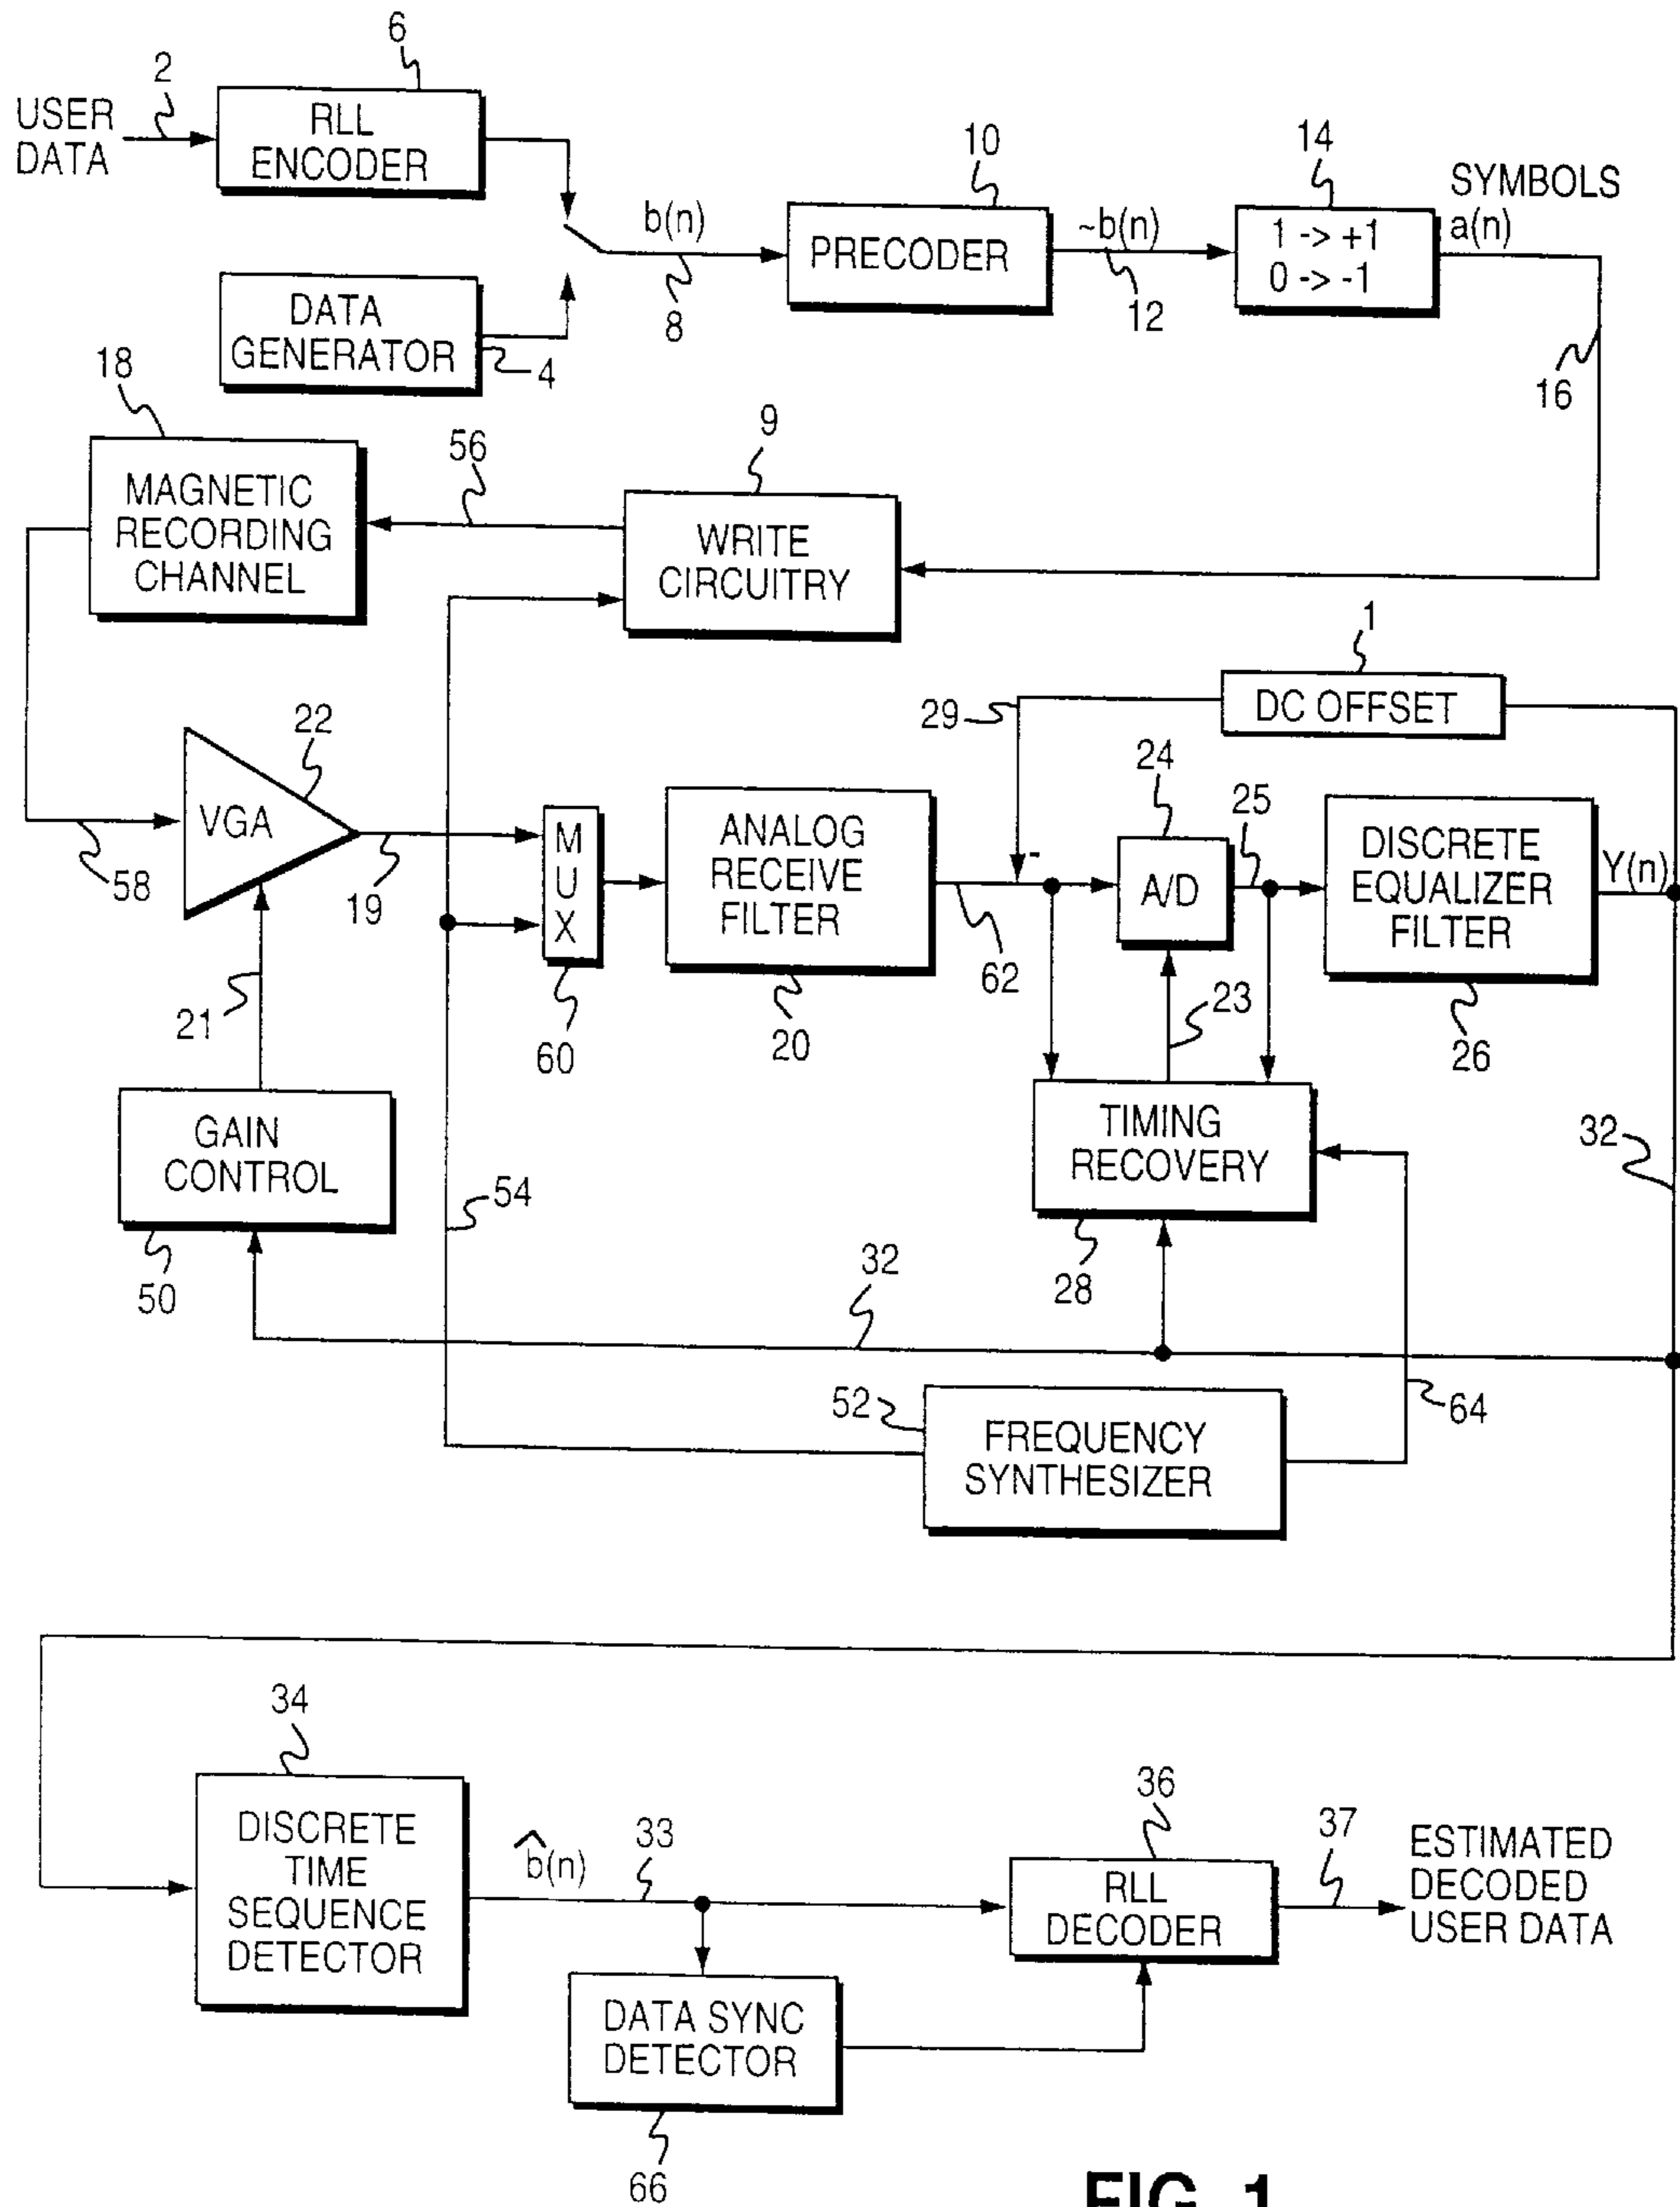 6
2
USER
DATA
RLL
ENCODER
10
14
SYMBOLS
a(n)
b(n)
PRECODER
~b(n)
1 -> +1
0 -> -1
8
12
16
DATA
GENERATOR
4
18
9
56
MAGNETIC
RECORDING
CHANNEL
WRITE
CIRCUITRY
1
29
DC OFFSET
22
24
25
VGA
MUX
ANALOG
RECEIVE
FILTER
-
A/D
DISCRETE
EQUALIZER
FILTER
Y(n)
58
19
62
21
60
20
23
26
GAIN
CONTROL
TIMING
RECOVERY
32
54
50
32
28
52
64
FREQUENCY
SYNTHESIZER
34
36
DISCRETE
TIME
SEQUENCE
DETECTOR
b̂(n)
33
RLL
DECODER
37
ESTIMATED
DECODED
USER DATA
DATA SYNC
DETECTOR
66
FIG. 1